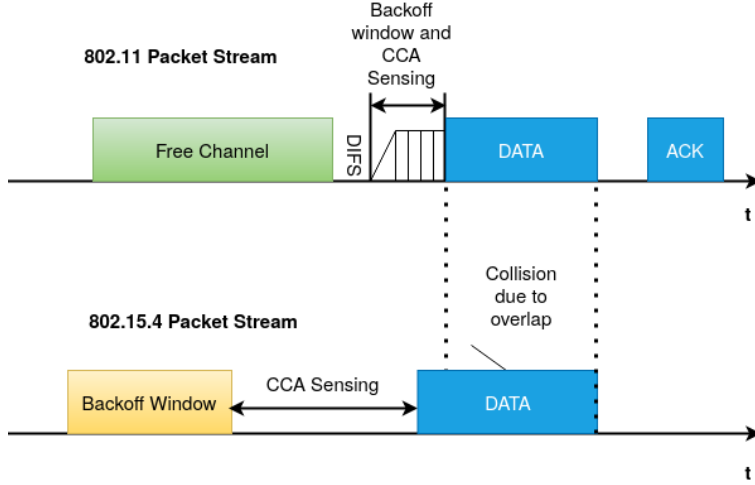 Backoff
window and
CCA
Sensing
802.11 Packet Stream
Free Channel
DIFS
DATA
ACK
t
Collision
due to
overlap
802.15.4 Packet Stream
CCA Sensing
Backoff Window
DATA
t